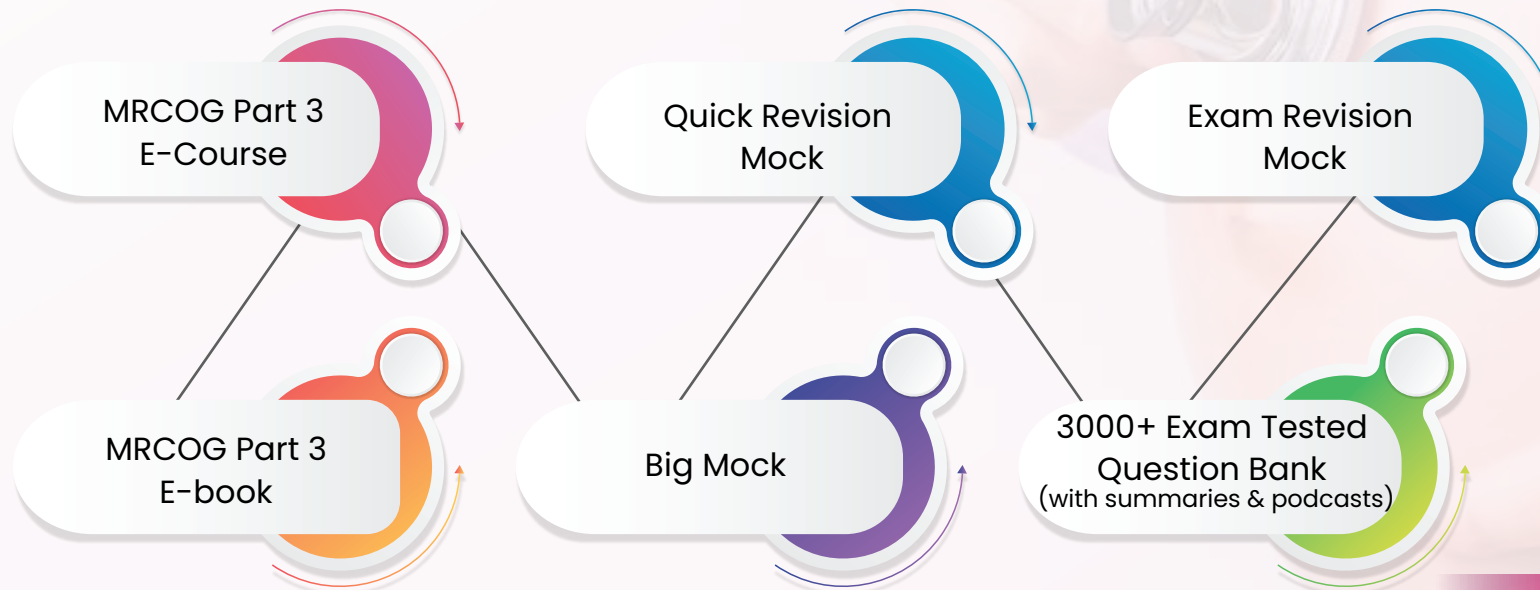 MRCOG Part 3
E-Course
Quick Revision
Mock
Exam Revision
Mock
MRCOG Part 3
E-book
Big Mock
3000+ Exam Tested
Question Bank
(with summaries & podcasts)